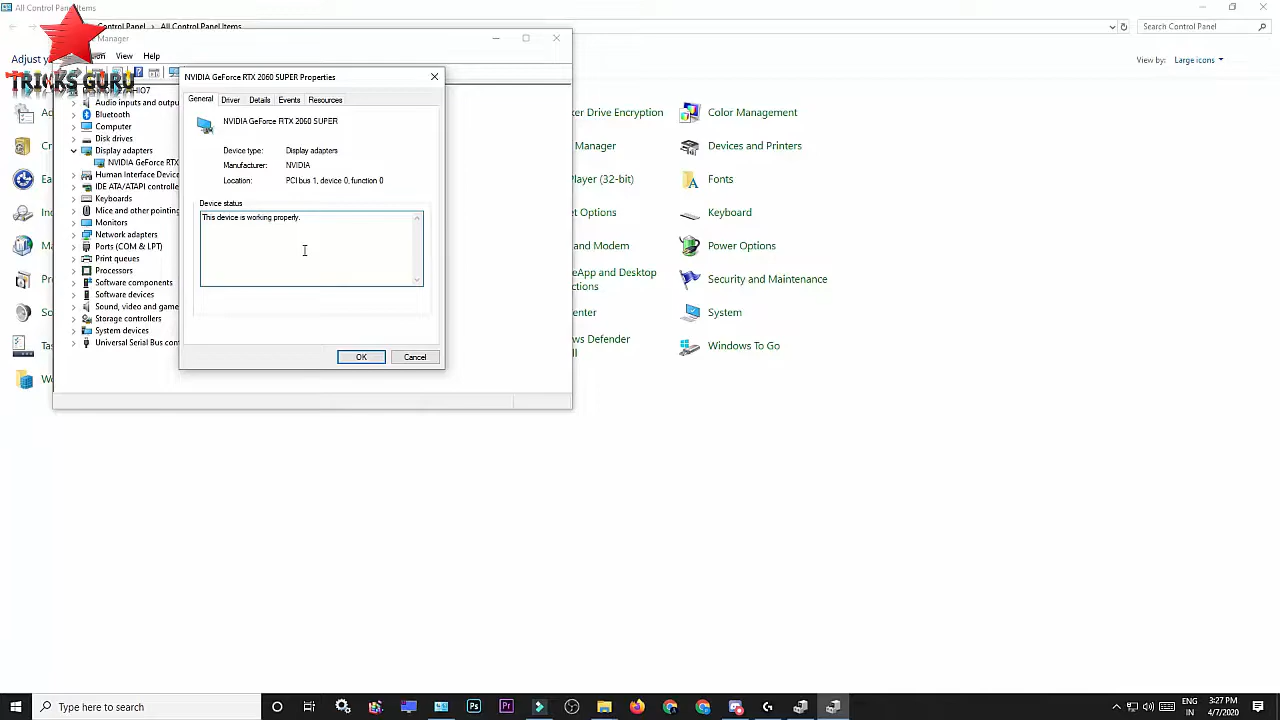 All Control Panel Items
Control Panel
All Control Panel Items
Search Control Panel
Manager
View
Help
View by:
Large icons
TRICKS GURU
NVIDIA GeForce RTX 2060 SUPER Properties
General
Driver
Details
Events
Resources
NVIDIA GeForce RTX 2060 SUPER
Device type:
Display adapters
Manufacturer:
NVIDIA
Location:
PCI bus 1, device 0, function 0
Device status
This device is working properly.
OK
Cancel
Audio inputs and outpu
Bluetooth
Computer
Disk drives
Display adapters
NVIDIA GeForce RTX
Human Interface Device
IDE ATA/ATAPI controlle
Keyboards
Mice and other pointing
Monitors
Network adapters
Ports (COM & LPT)
Print queues
Processors
Software components
Software devices
Sound, video and game
Storage controllers
System devices
Universal Serial Bus con
ker Drive Encryption
Manager
Player (32-bit)
et Options
and Modem
eApp and Desktop
ctions
enter
ws Defender
Color Management
Devices and Printers
Fonts
Keyboard
Power Options
Security and Maintenance
System
Windows To Go
Type here to search
ENG
IN
3:27 PM
4/7/2020